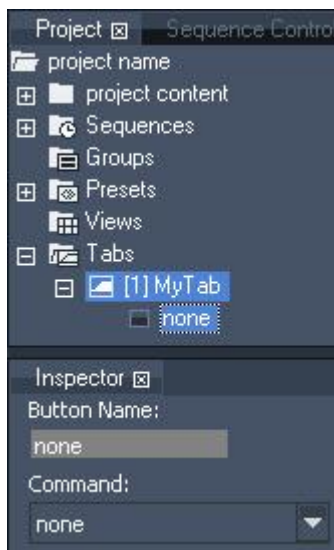 Project Sequence Contro
project name
project content
Sequences
Groups
Presets
Views
Tabs
[1] MyTab
none
Inspector
Button Name:
none
Command:
none